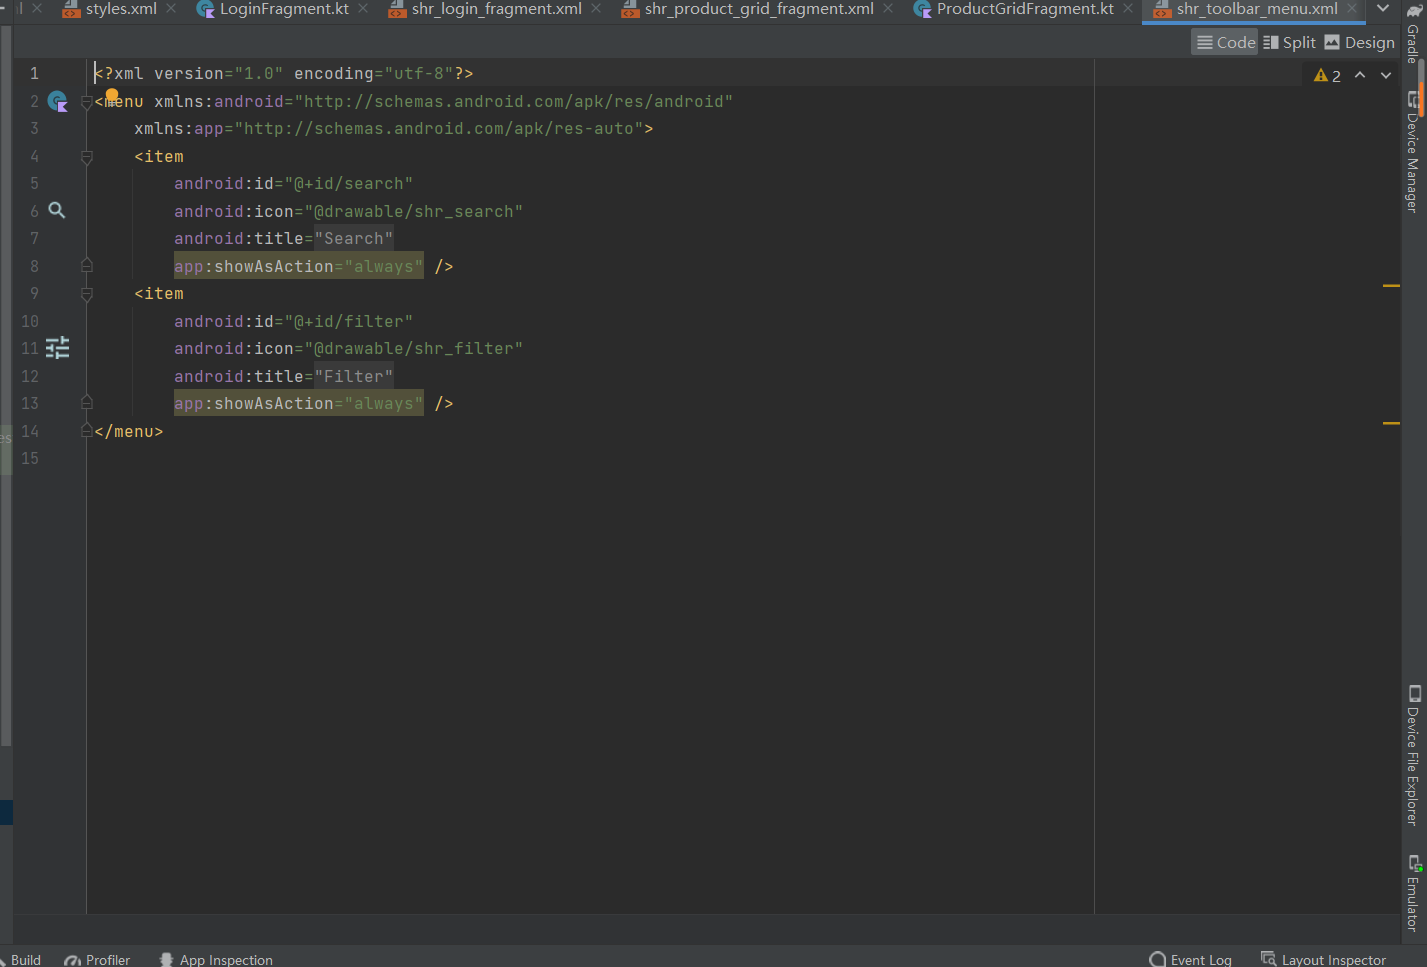 styles.xml LoginFragment.kt shr_login_fragment.xml shr_product_grid_fragment.xml ProductGridFragment.kt shr_toolbar_menu.xml
Code Split Design
2
1 <?xml version="1.0" encoding="utf-8"?>
2 <menu xmlns:android="http://schemas.android.com/apk/res/android"
3 xmlns:app="http://schemas.android.com/apk/res-auto">
4 <item
5 android:id="@+id/search"
6 android:icon="@drawable/shr_search"
7 android:title="Search"
8 app:showAsAction="always" />
9 <item
10 android:id="@+id/filter"
11 android:icon="@drawable/shr_filter"
12 android:title="Filter"
13 app:showAsAction="always" />
14 </menu>
15
Gradle
Device Manager
Device File Explorer
Emulator
Build Profiler App Inspection Event Log Layout Inspector